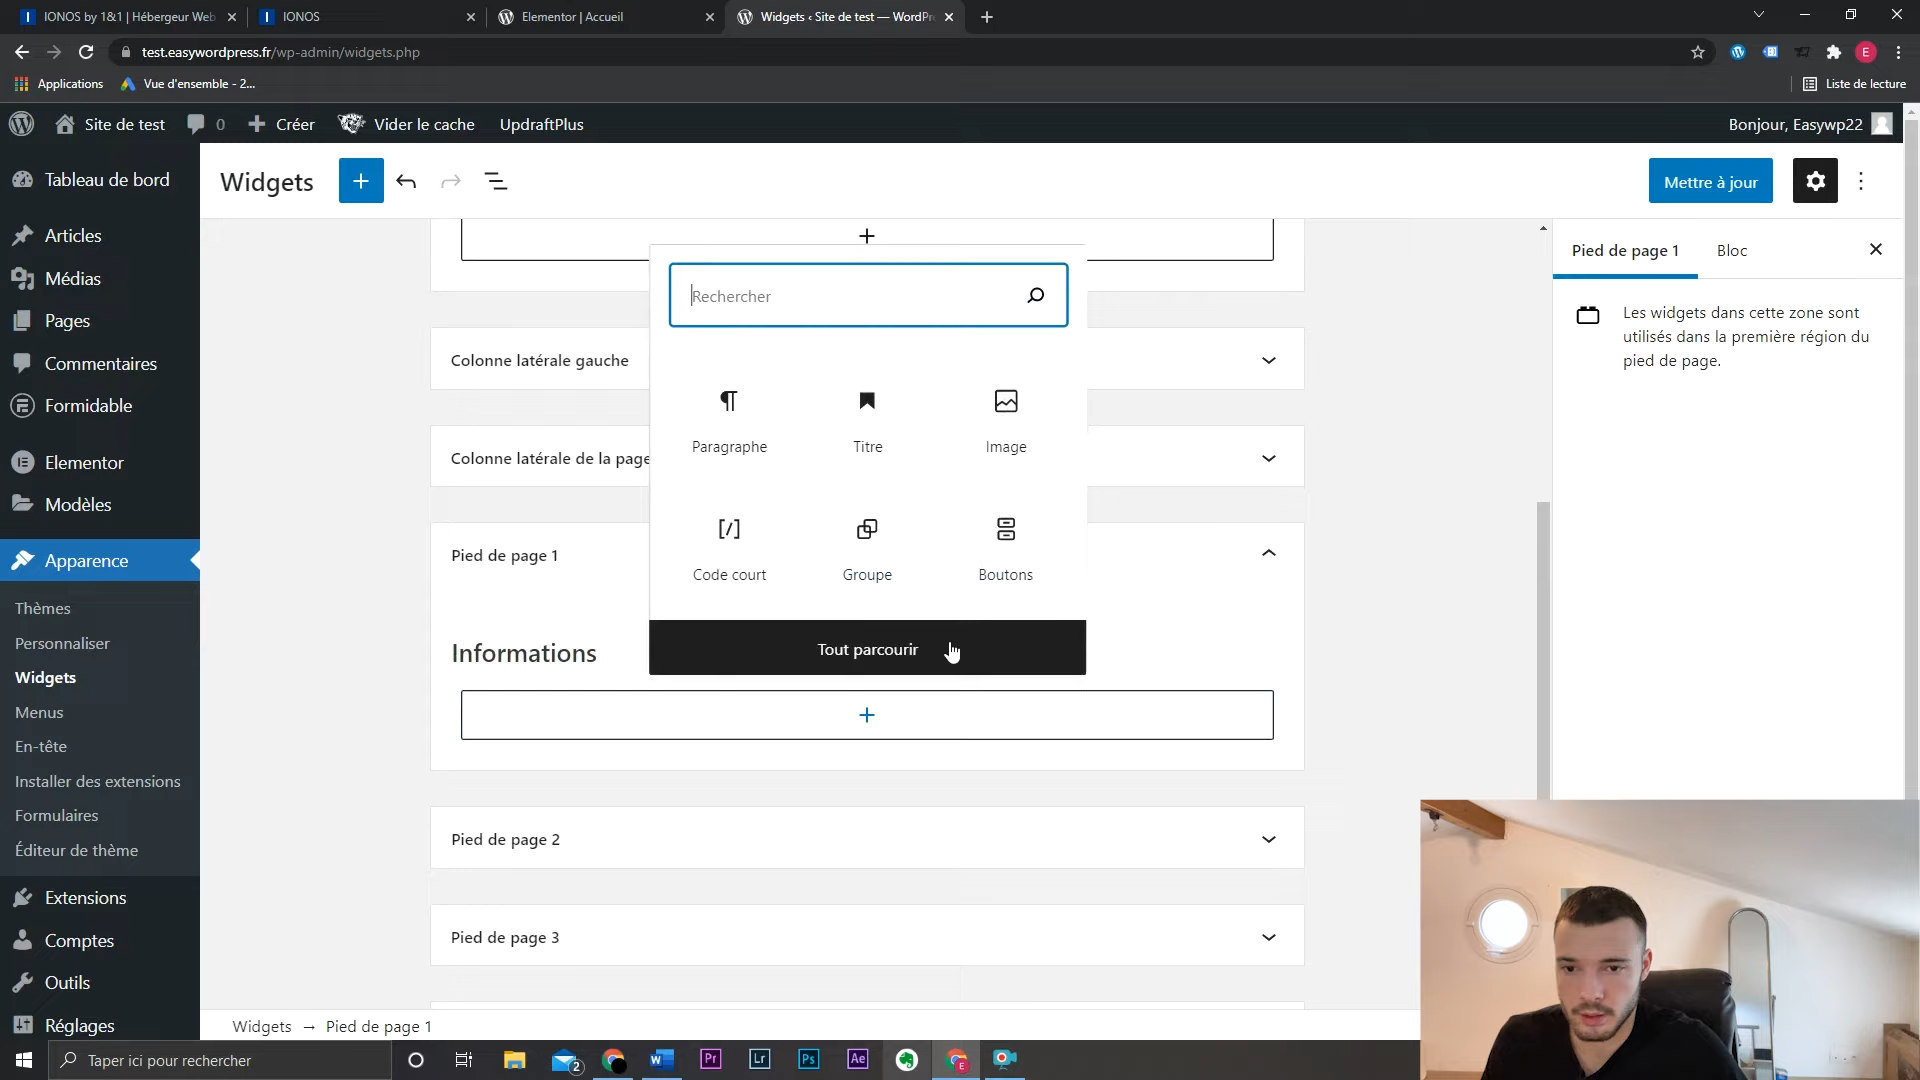 IONOS by 1&1 | Hébergeur Web
IONOS
Elementor | Accueil
Widgets ‹ Site de test — WordPr
test.easywordpress.fr/wp-admin/widgets.php
E
Applications
Vue d'ensemble - 2...
Liste de lecture
Site de test
0
Créer
Vider le cache
UpdraftPlus
Bonjour, Easywp22
Tableau de bord
Articles
Médias
Pages
Commentaires
Formidable
Elementor
Modèles
Apparence
Thèmes
Personnaliser
Widgets
Menus
En-tête
Installer des extensions
Formulaires
Éditeur de thème
Extensions
Comptes
Outils
Réglages
Widgets
Mettre à jour
Rechercher
Paragraphe
Titre
Image
Code court
Groupe
Boutons
Tout parcourir
Colonne latérale gauche
Colonne latérale de la page
Pied de page 1
Informations
Pied de page 2
Pied de page 3
Widgets → Pied de page 1
Pied de page 1
Bloc
Les widgets dans cette zone sont
utilisés dans la première région du
pied de page.
Taper ici pour rechercher
2
Pr
Lr
Ps
Ae
E